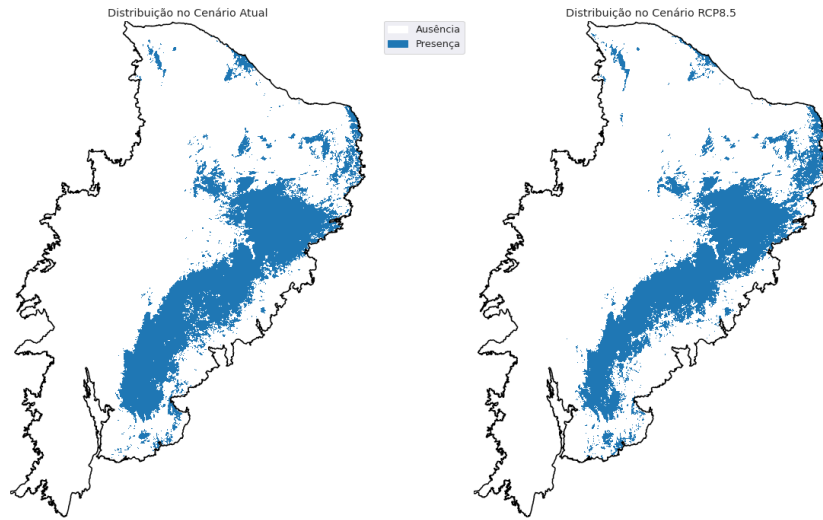 Distribuição no Cenário Atual
Ausência
Presença
Distribuição no Cenário RCP8.5